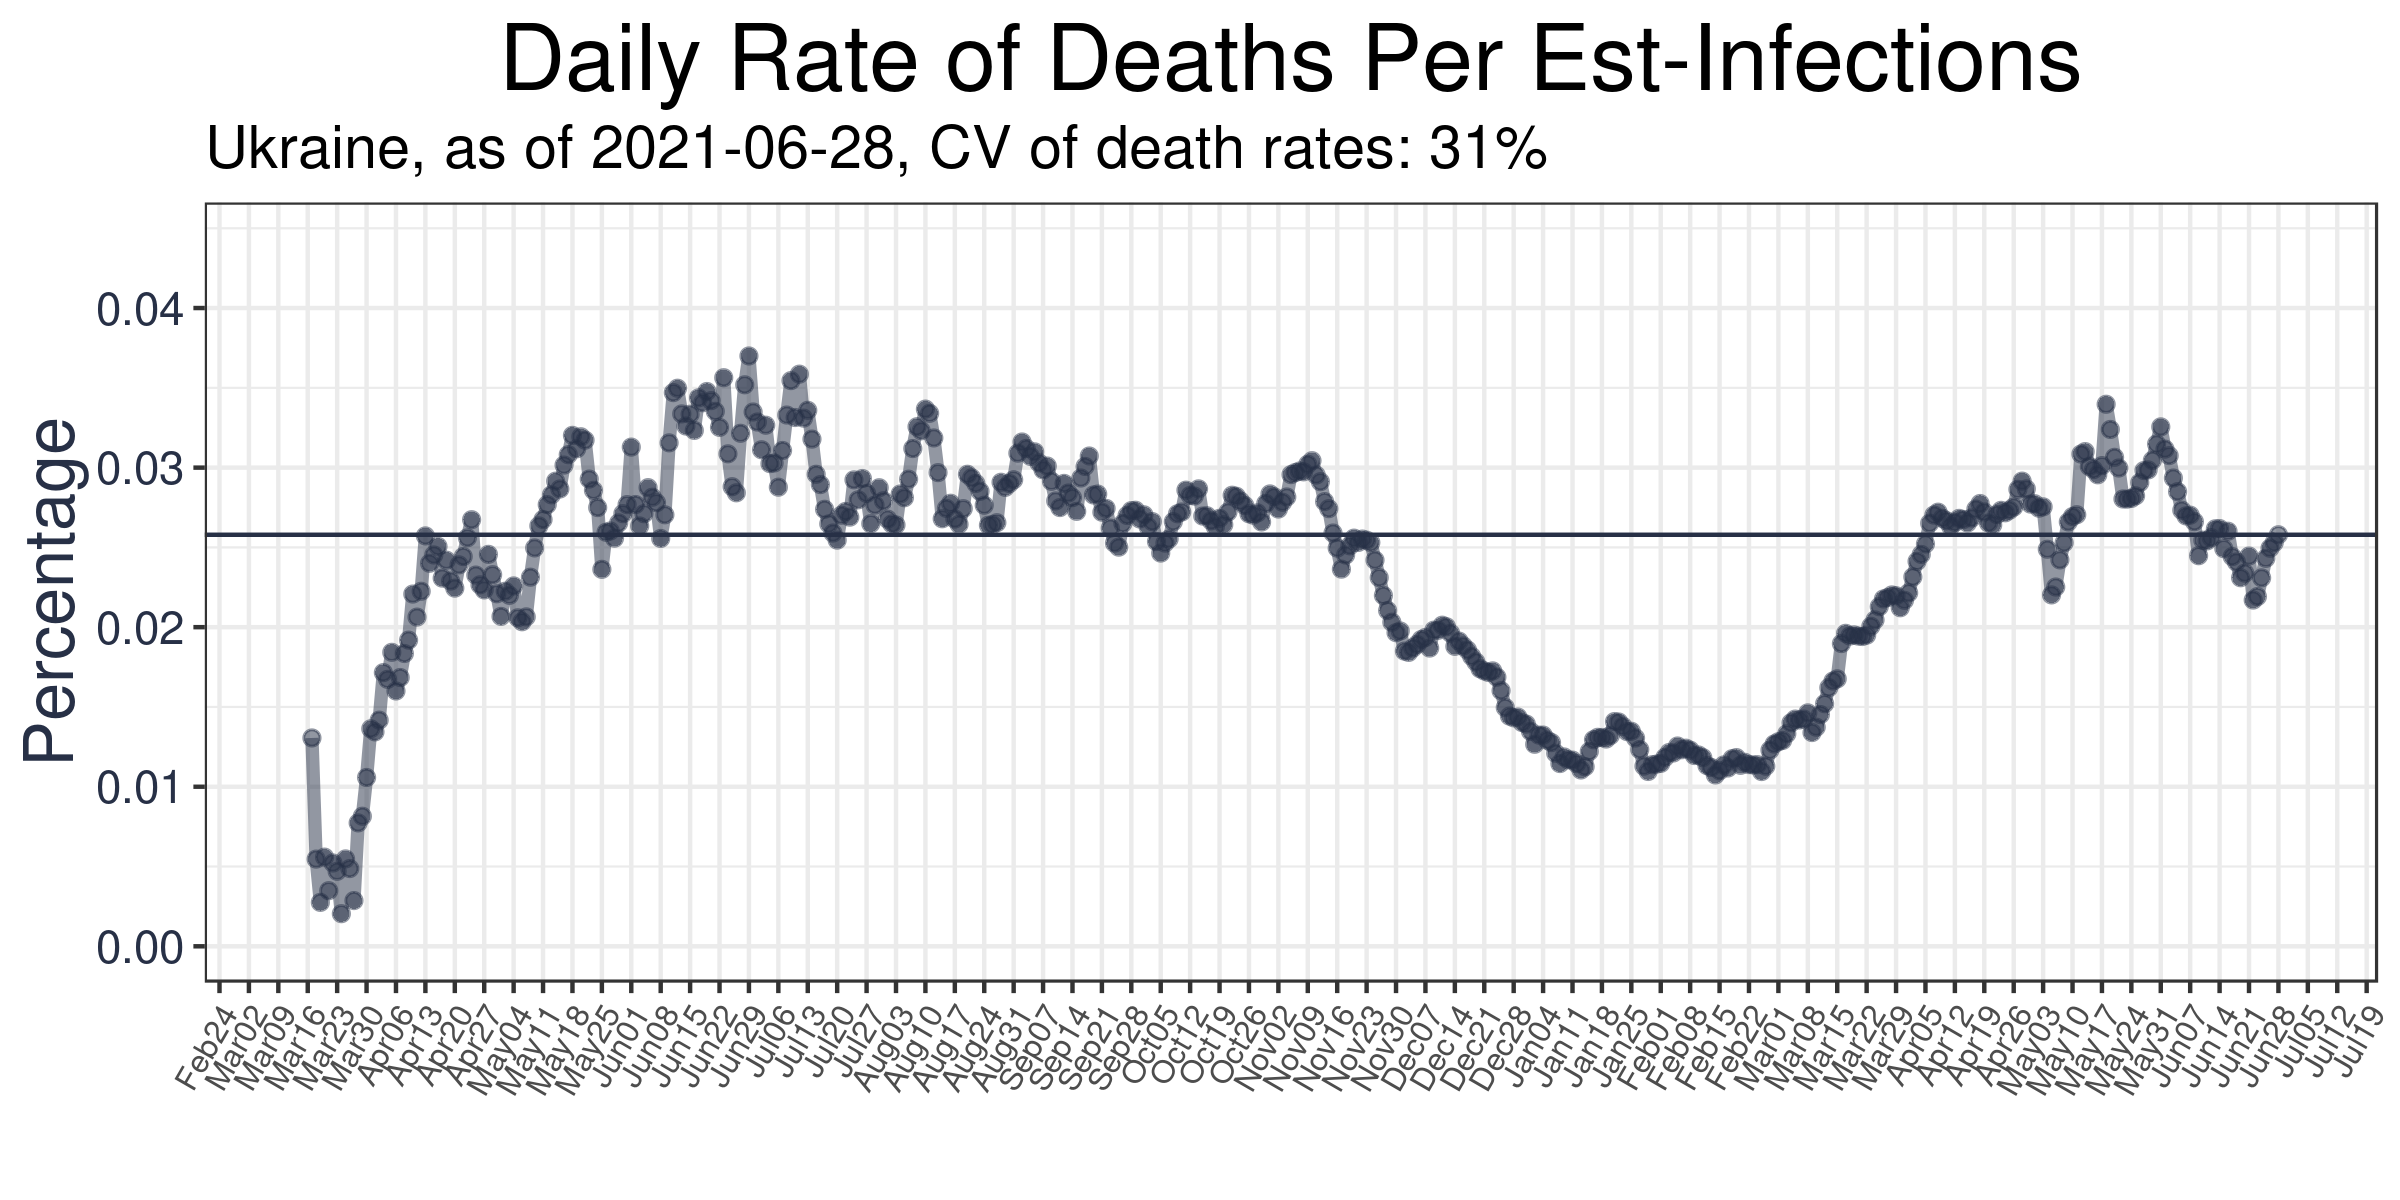 Daily Rate of Deaths Per Est-Infections
Ukraine, as of 2021-06-28, CV of death rates: 31%
Percentage
0.04
0.03
0.02
0.01
0.00
Feb24
Mar02
Mar09
Mar16
Mar23
Mar30
Apr06
Apr13
Apr20
Apr27
May04
May11
May18
May25
Jun01
Jun08
Jun15
Jun22
Jun29
Jul06
Jul13
Jul20
Jul27
Aug03
Aug10
Aug17
Aug24
Aug31
Sep07
Sep14
Sep21
Sep28
Oct05
Oct12
Oct19
Oct26
Nov02
Nov09
Nov16
Nov23
Nov30
Dec07
Dec14
Dec21
Dec28
Jan04
Jan11
Jan18
Jan25
Feb01
Feb08
Feb15
Feb22
Mar01
Mar08
Mar15
Mar22
Mar29
Apr05
Apr12
Apr19
Apr26
May03
May10
May17
May24
May31
Jun07
Jun14
Jun21
Jun28
Jul05
Jul12
Jul19